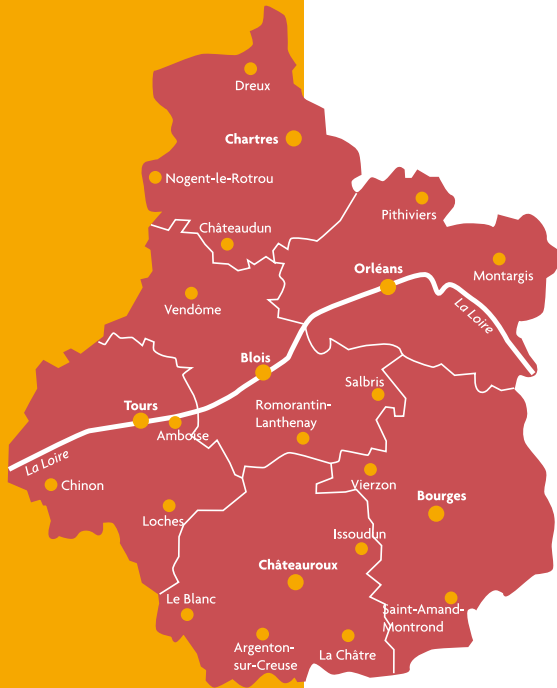 Dreux
Chartres
Nogent-le-Rotrou
Pithiviers
Châteaudun
Orléans
Montargis
Vendôme
La Loire
Blois
Salbris
Tours
Romorantin-
Lanthenay
Amboise
La Loire
Chinon
Vierzon
Bourges
Loches
Issoudun
Châteauroux
Le Blanc
Saint-Amand-
Montrond
Argenton-
sur-Creuse
La Châtre